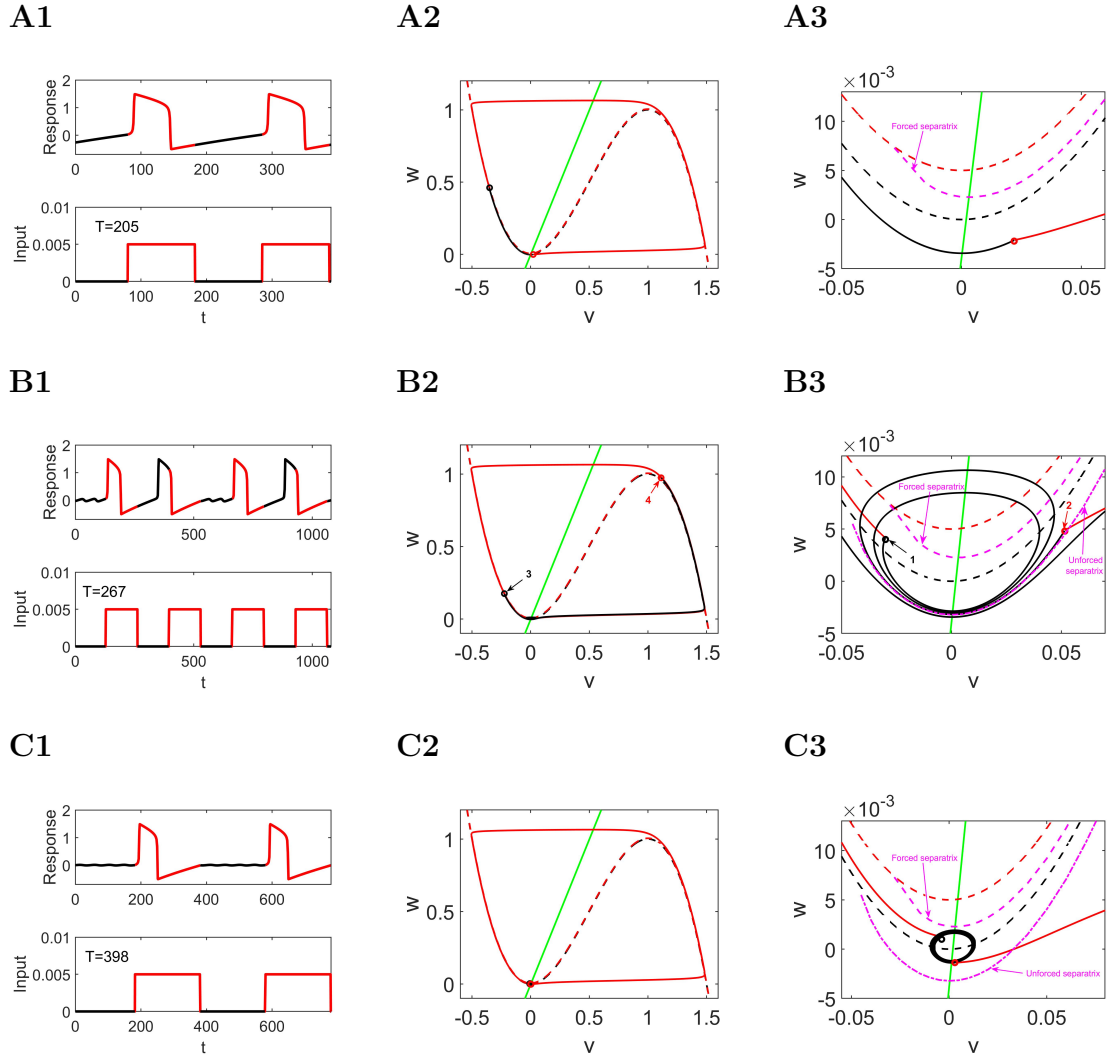 A1 A2 A3
Response
2
1
0
0 100 200 300
Input
0.01
0.005
0
T=205
0 100 200 300
t
w
1
0.5
0
-0.5 0 0.5 1 1.5
v
×10⁻³
w
10
5
0
-5
Forced separatrix
-0.05 0 0.05
v
B1 B2 B3
Response
2
1
0
0 500 1000
Input
0.01
0.005
0
T=267
0 500 1000
t
w
1
0.5
0
3
4
-0.5 0 0.5 1 1.5
v
×10⁻³
w
10
5
0
-5
Forced separatrix
2
1
Unforced
separatrix
-0.05 0 0.05
v
C1 C2 C3
Response
2
1
0
0 200 400 600
Input
0.01
0.005
0
T=398
0 200 400 600
t
w
1
0.5
0
-0.5 0 0.5 1 1.5
v
×10⁻³
w
10
5
0
-5
Forced separatrix
Unforced separatrix
-0.05 0 0.05
v